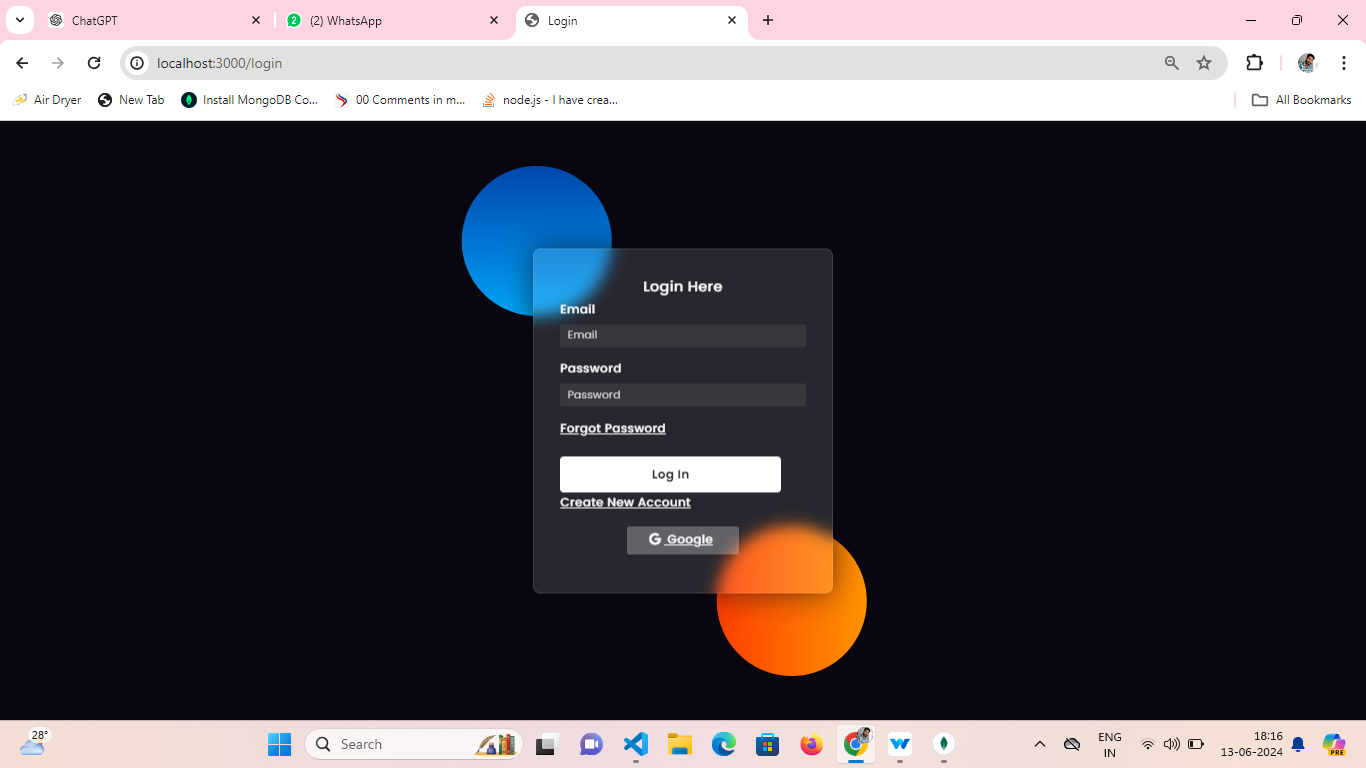 ChatGPT
2
(2) WhatsApp
Login
localhost:3000/login
Air Dryer
New Tab
Install MongoDB Co...
00 Comments in m...
node.js - I have crea...
All Bookmarks
Login Here
Email
Email
Password
Password
Forgot Password
Log In
Create New Account
G Google
28°
Search
ENG
IN
18:16
13-06-2024
PRE